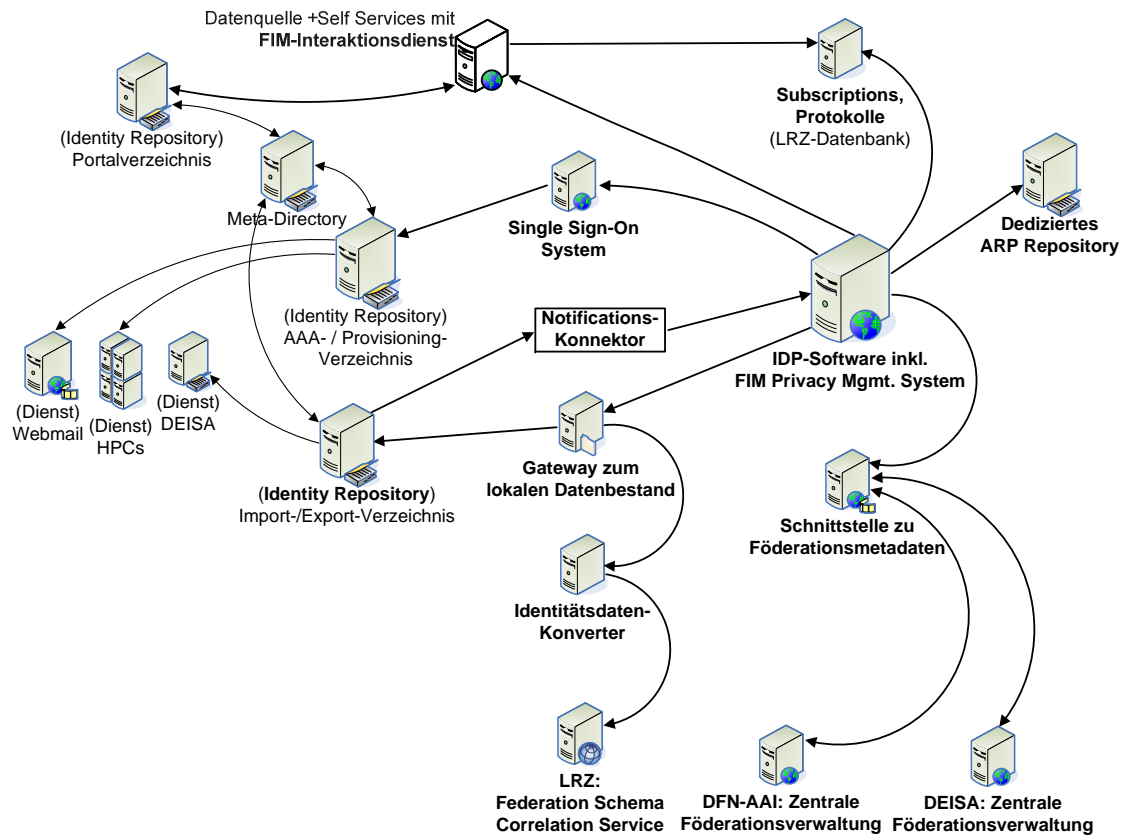 Datenquelle +Self Services mit
FIM-Interaktionsdienst
Subscriptions,
Protokolle
(LRZ-Datenbank)
(Identity Repository)
Portalverzeichnis
Meta-Directory
Single Sign-On
System
Dediziertes
ARP Repository
(Identity Repository)
AAA- / Provisioning-
Verzeichnis
Notifications-
Konnektor
IDP-Software inkl.
FIM Privacy Mgmt. System
(Dienst)
Webmail
(Dienst)
HPCs
(Dienst)
DEISA
(Identity Repository)
Import-/Export-Verzeichnis
Gateway zum
lokalen Datenbestand
Schnittstelle zu
Föderationsmetadaten
Identitätsdaten-
Konverter
LRZ:
Federation Schema
Correlation Service
DFN-AAI: Zentrale
Föderationsverwaltung
DEISA: Zentrale
Föderationsverwaltung